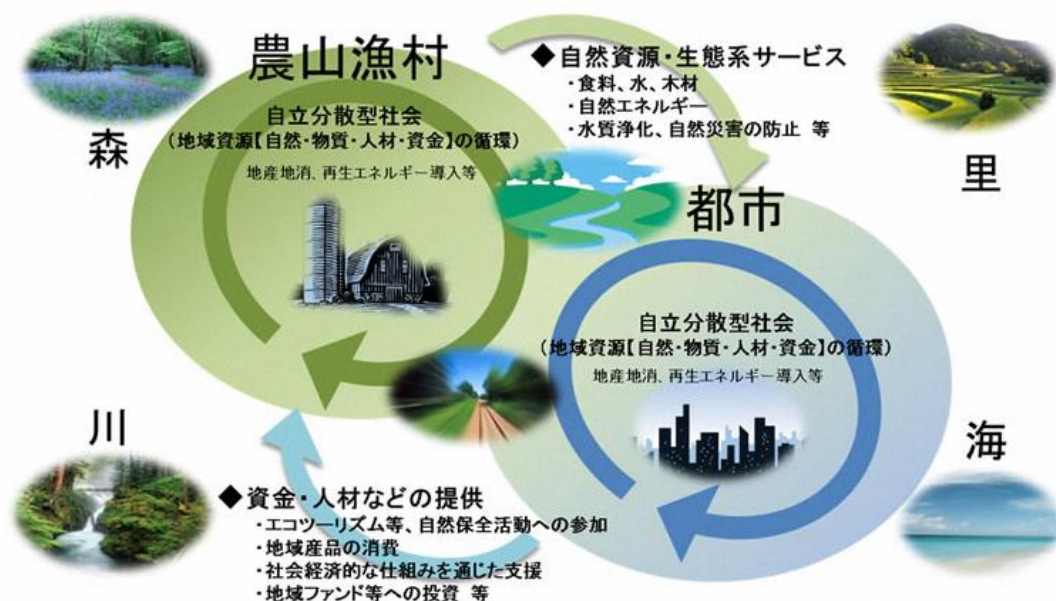 農山漁村
森
自立分散型社会
(地域資源【自然・物質・人材・資金】の循環)
地産地消、再生エネルギー導入等
◆自然資源・生態系サービス
・食料、水、木材
・自然エネルギー
・水質浄化、自然災害の防止 等
里
都市
自立分散型社会
(地域資源【自然・物質・人材・資金】の循環)
地産地消、再生エネルギー導入等
川
海
◆資金・人材などの提供
・エコツーリズム等、自然保全活動への参加
・地域産品の消費
・社会経済的な仕組みを通じた支援
・地域ファンド等への投資 等